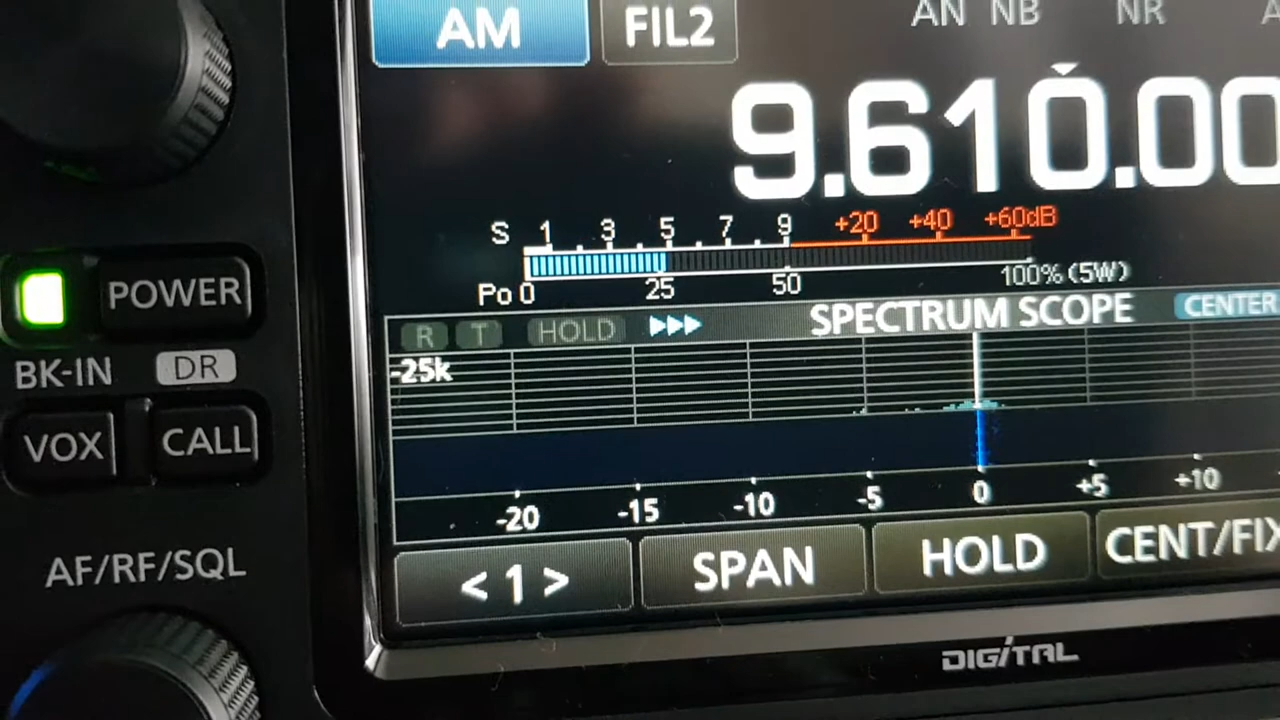 AM FIL2 AN NB NR
9.610.00
S 1 3 5 7 9 +20 +40 +60dB
Po 0 25 50 100% (5W)
POWER
R T HOLD SPECTRUM SCOPE CENTER
-25k
BK-IN DR
VOX CALL
-20 -15 -10 -5 0 +5 +10
AF/RF/SQL
< 1 > SPAN HOLD CENT/FIX
DIGITAL